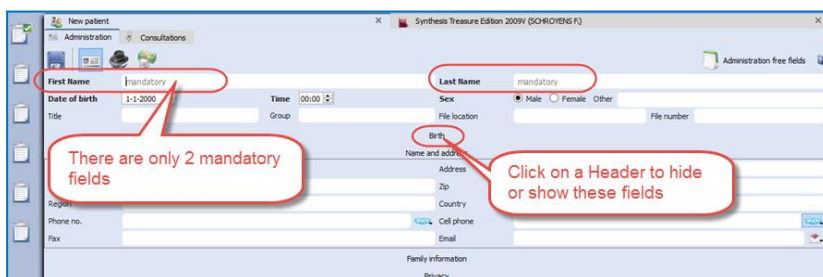 New patient
Synthesis Treasure Edition 2009V (SCHROYENS F.)
Administration Consultations
Administration free fields
First Name mandatory Last Name mandatory
Date of birth 1-1-2000 Time 00:00 Sex Male Female Other
Title Group File location File number
Birth
Name and address
There are only 2 mandatory
fields
Click on a Header to hide
or show these fields
Address
Zip
Region Country
Phone no. Cell phone
Fax Email
Family information
Privacy